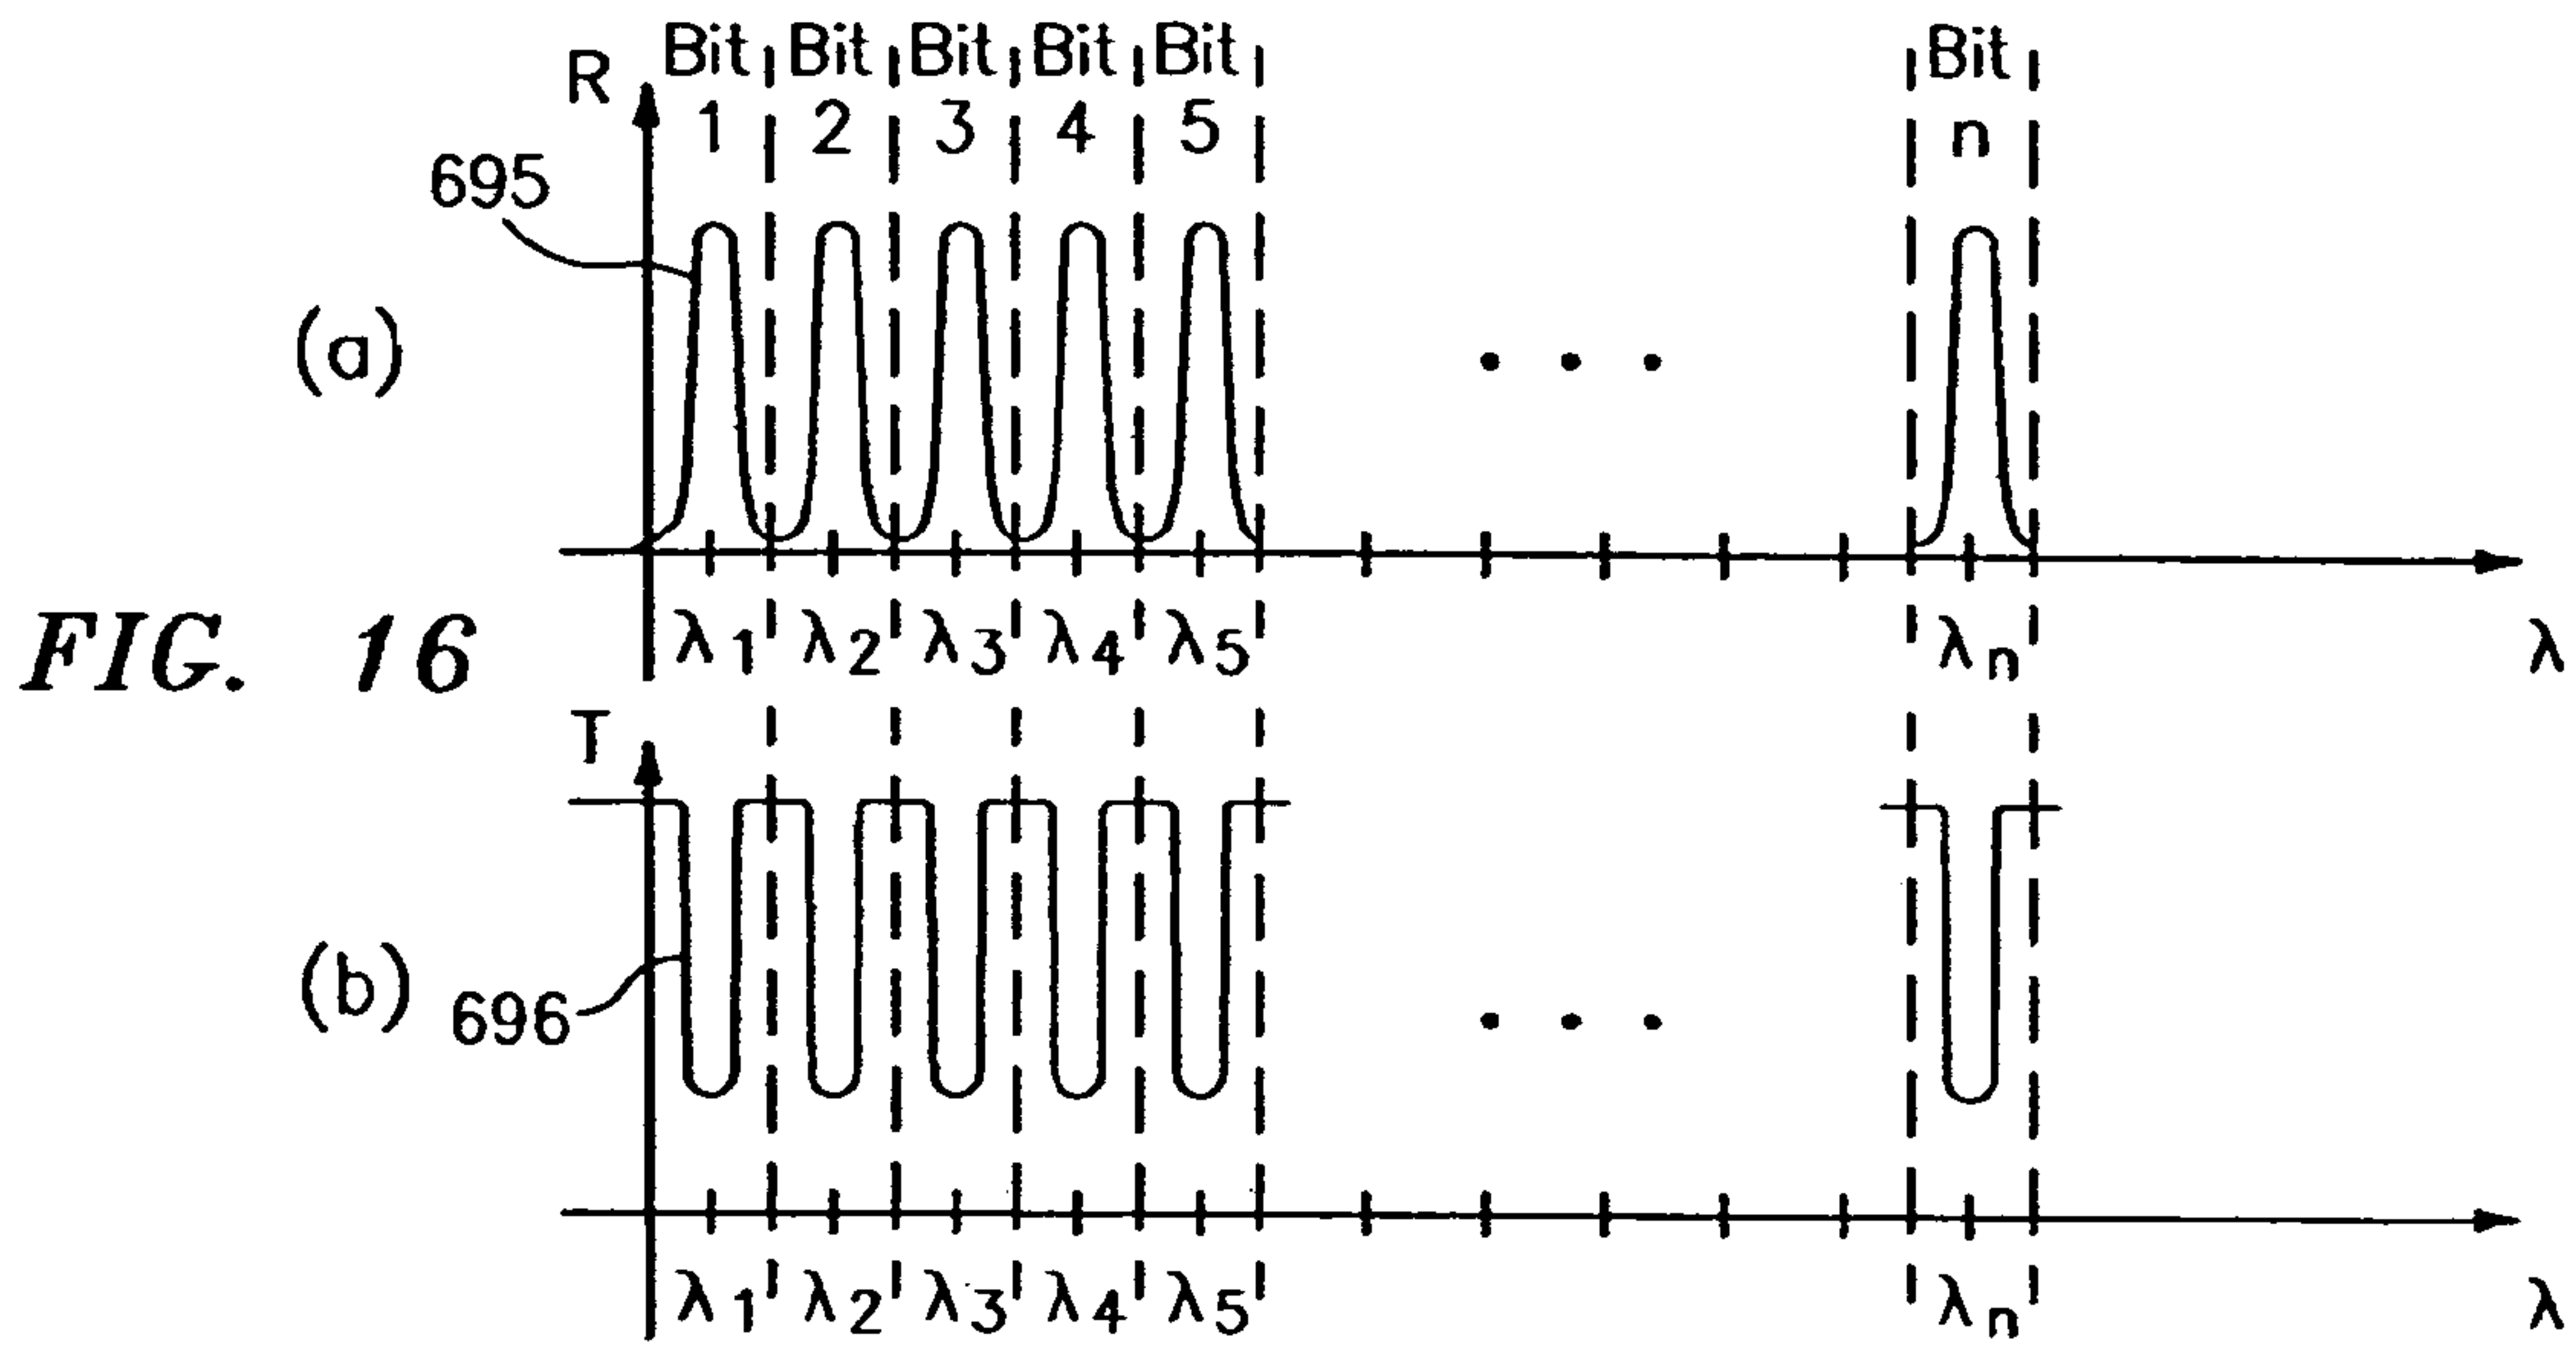 R Bit 1 Bit 2 Bit 3 Bit 4 Bit 5 Bit n
695
(a)
λ1 λ2 λ3 λ4 λ5 λn λ
FIG. 16
T
(b) 696
λ1 λ2 λ3 λ4 λ5 λn λ